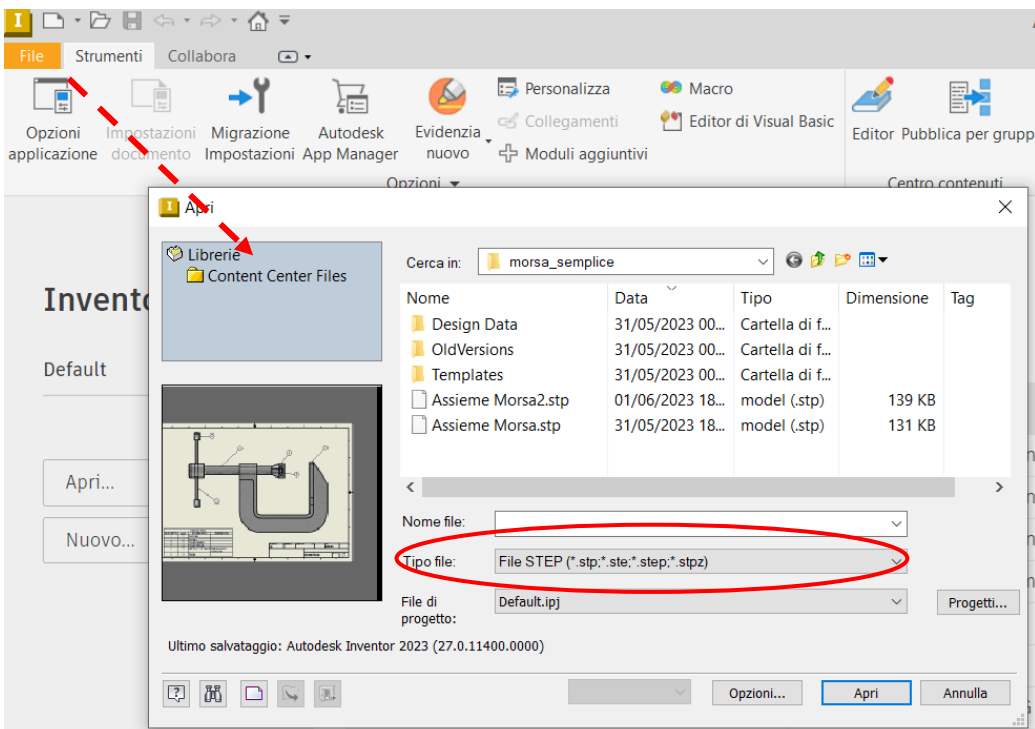 I
File Strumenti Collabora
Opzioni applicazione
Impostazioni documento
Migrazione Impostazioni
Autodesk App Manager
Evidenzia nuovo
Personalizza
Collegamenti
Moduli aggiuntivi
Macro
Editor di Visual Basic
Editor
Pubblica per grupp
Opzioni
Centro contenuti
Invento
Default
Apri...
Nuovo...
Apri
Librerie
Content Center Files
Cerca in: morsa_semplice
Nome Data Tipo Dimensione Tag
Design Data 31/05/2023 00... Cartella di f...
OldVersions 31/05/2023 00... Cartella di f...
Templates 31/05/2023 00... Cartella di f...
Assieme Morsa2.stp 01/06/2023 18... model (.stp) 139 KB
Assieme Morsa.stp 31/05/2023 18... model (.stp) 131 KB
Nome file:
Tipo file: File STEP (*.stp;*.ste;*.step;*.stpz)
File di progetto: Default.ipj Progetti...
Ultimo salvataggio: Autodesk Inventor 2023 (27.0.11400.0000)
Opzioni... Apri Annulla